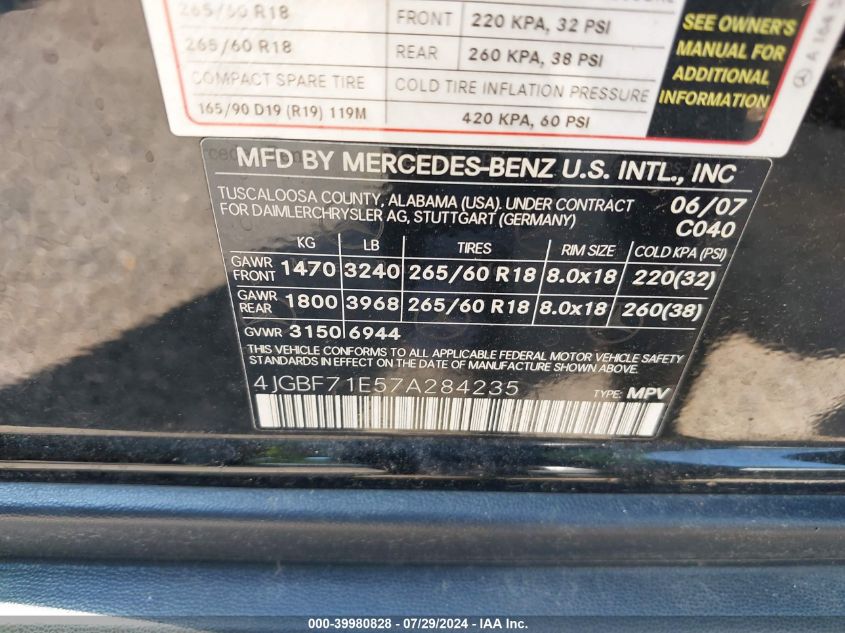 265/60 R18 FRONT 220 KPA, 32 PSI
265/60 R18 REAR 260 KPA, 38 PSI
COMPACT SPARE TIRE COLD TIRE INFLATION PRESSURE
165/90 D19 (R19) 119M 420 KPA, 60 PSI
SEE OWNER'S
MANUAL FOR
ADDITIONAL
INFORMATION
A 164 5
MFD BY MERCEDES-BENZ U.S. INTL., INC
TUSCALOOSA COUNTY, ALABAMA (USA). UNDER CONTRACT 06/07
FOR DAIMLERCHRYSLER AG, STUTTGART (GERMANY) C040
KG LB TIRES RIM SIZE COLD KPA (PSI)
GAWR FRONT 1470 3240 265/60 R18 8.0x18 220(32)
GAWR REAR 1800 3968 265/60 R18 8.0x18 260(38)
GVWR 3150 6944
THIS VEHICLE CONFORMS TO ALL APPLICABLE FEDERAL MOTOR VEHICLE SAFETY
STANDARDS IN EFFECT ON THE DATE OF MANUFACTURE SHOWN ABOVE.
4JGBF71E57A284235 TYPE: MPV
000-39980828 - 07/29/2024 - IAA Inc.